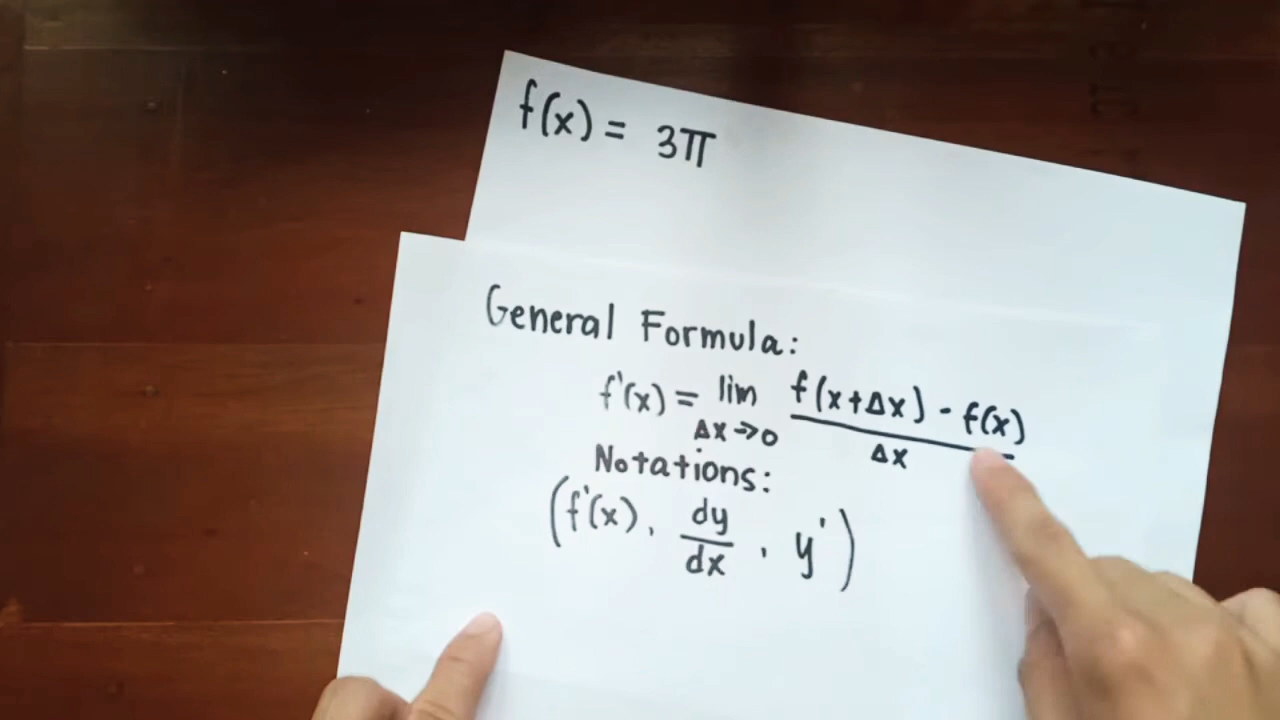 f(x) = 3π
General Formula:
f'(x) = lim f(x+Δx) - f(x)
Δx→0 Δx
Notations:
(f'(x), dy/dx, y')